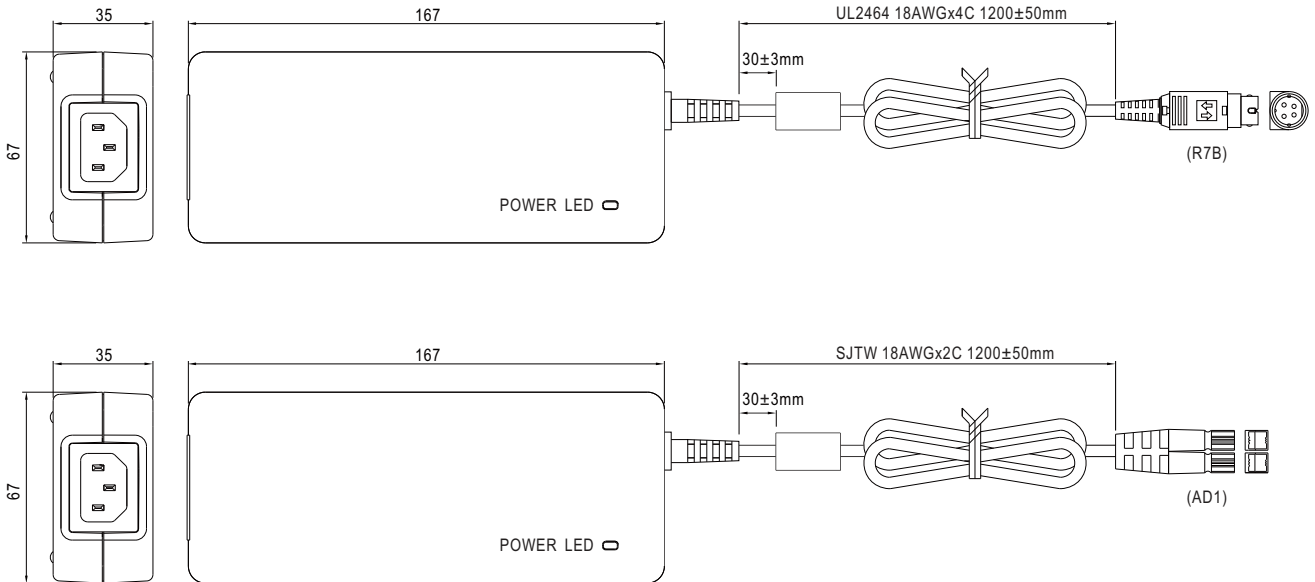 35
167
UL2464 18AWGx4C 1200±50mm
30±3mm
67
(R7B)
POWER LED
35
167
SJTW 18AWGx2C 1200±50mm
30±3mm
67
(AD1)
POWER LED